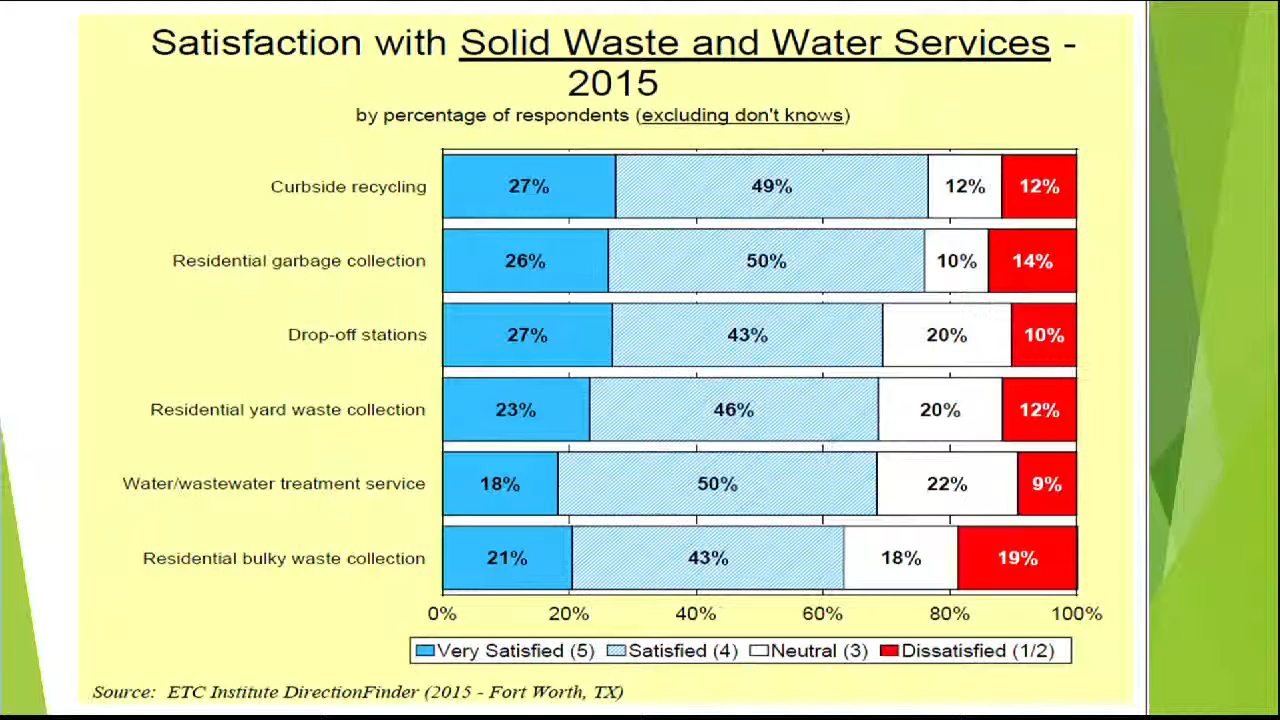 Satisfaction with Solid Waste and Water Services -
2015
by percentage of respondents (excluding don't knows)
Curbside recycling 27% 49% 12% 12%
Residential garbage collection 26% 50% 10% 14%
Drop-off stations 27% 43% 20% 10%
Residential yard waste collection 23% 46% 20% 12%
Water/wastewater treatment service 18% 50% 22% 9%
Residential bulky waste collection 21% 43% 18% 19%
0% 20% 40% 60% 80% 100%
Very Satisfied (5) Satisfied (4) Neutral (3) Dissatisfied (1/2)
Source: ETC Institute DirectionFinder (2015 - Fort Worth, TX)